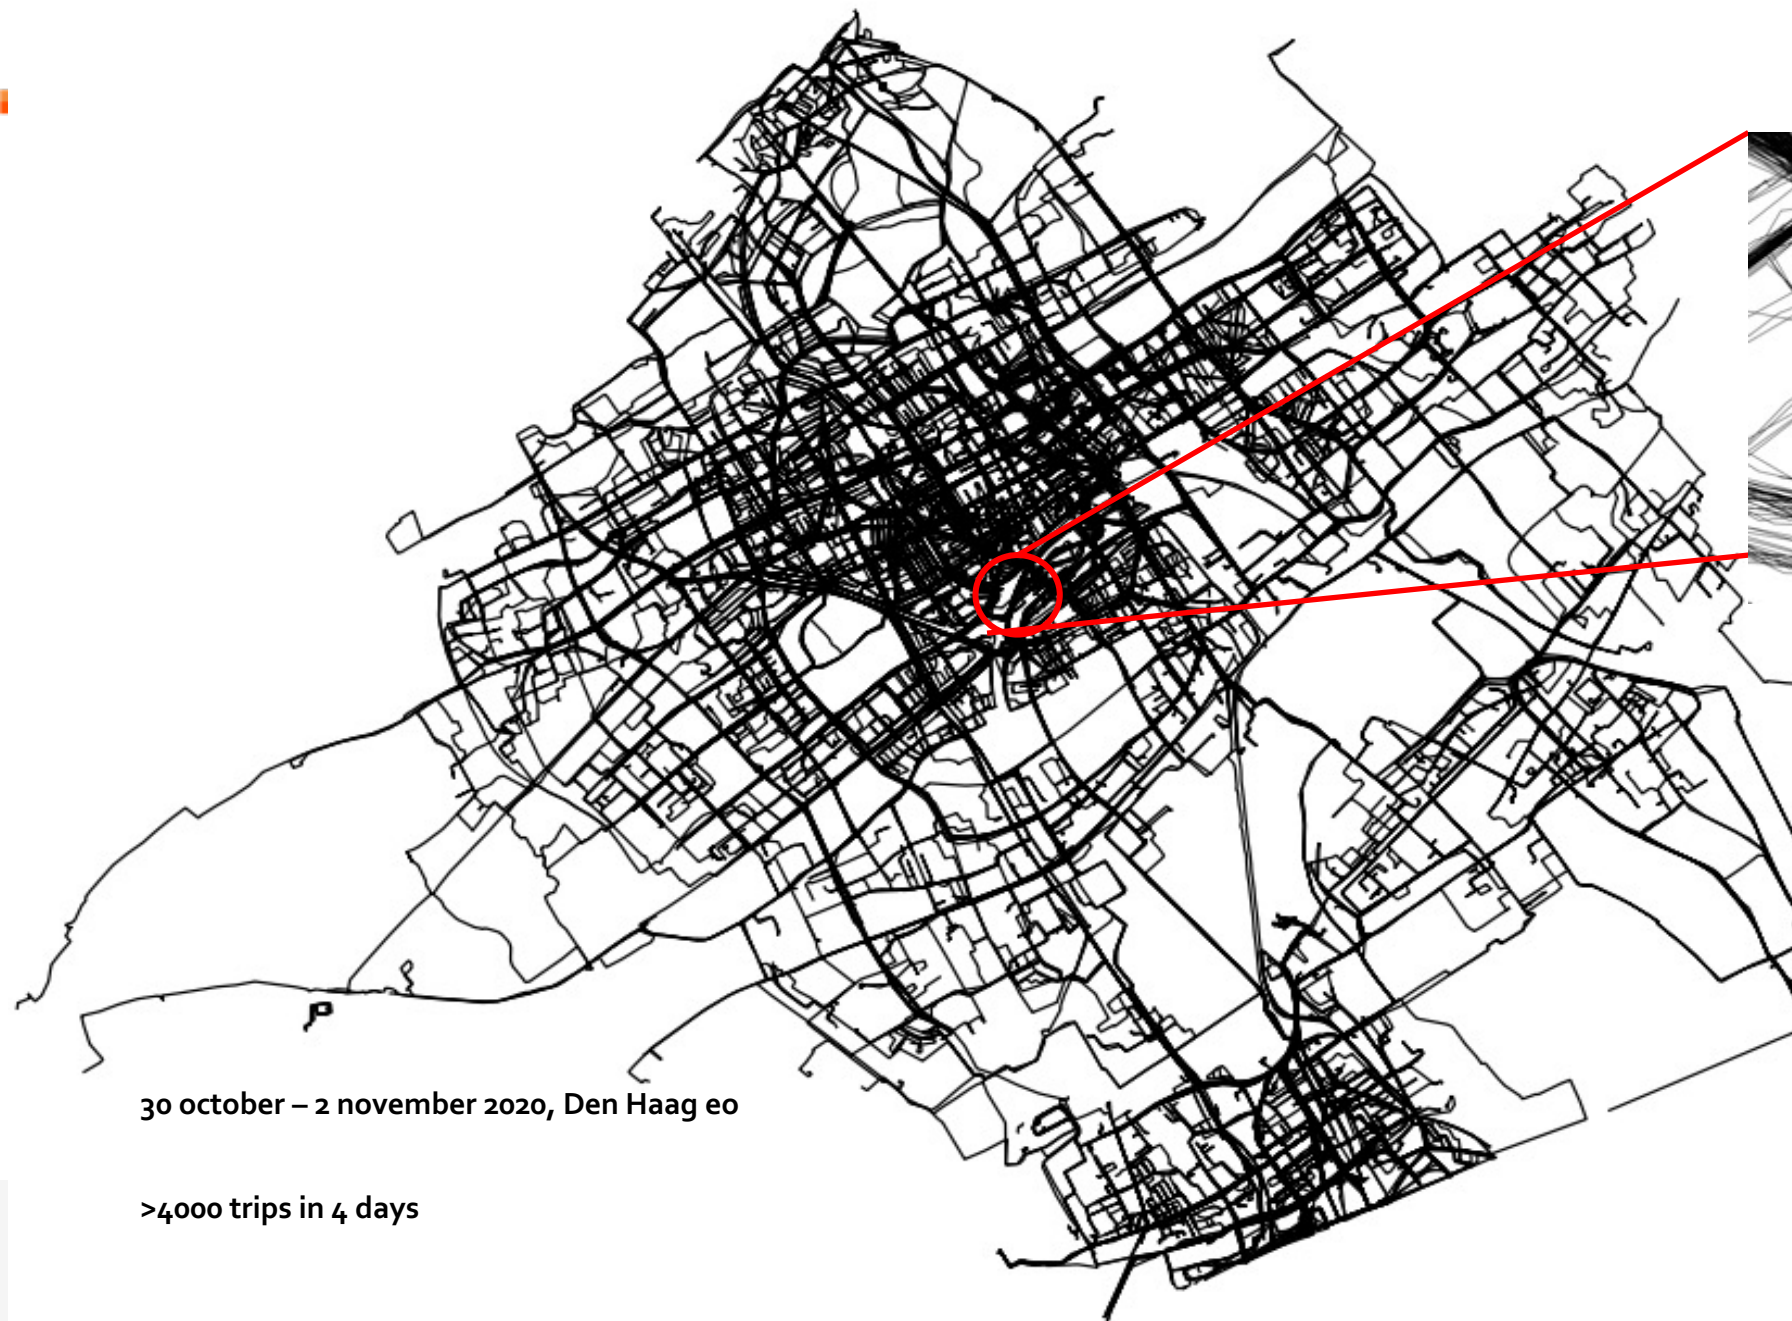 30 october – 2 november 2020, Den Haag eo
>4000 trips in 4 days